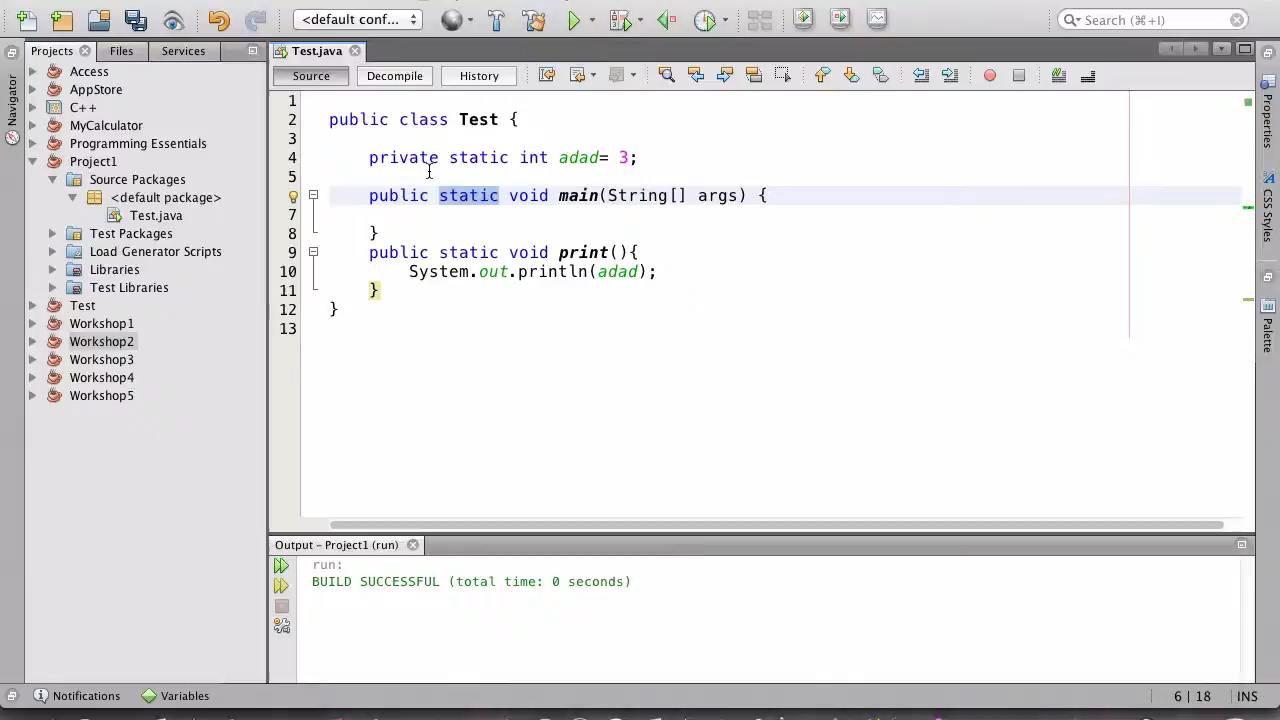 <default conf...
Search (⌘+I)
Projects
Files
Services
Test.java
Navigator
Access
AppStore
C++
MyCalculator
Programming Essentials
Project1
Source Packages
<default package>
Test.java
Test Packages
Load Generator Scripts
Libraries
Test Libraries
Test
Workshop1
Workshop2
Workshop3
Workshop4
Workshop5
Source
Decompile
History
1
2 public class Test {
3
4 private static int adad= 3;
5
6 public static void main(String[] args) {
7
8 }
9 public static void print(){
10 System.out.println(adad);
11 }
12 }
13
Properties
CSS Styles
Palette
Output – Project1 (run)
run:
BUILD SUCCESSFUL (total time: 0 seconds)
Notifications
Variables
6 | 18
INS